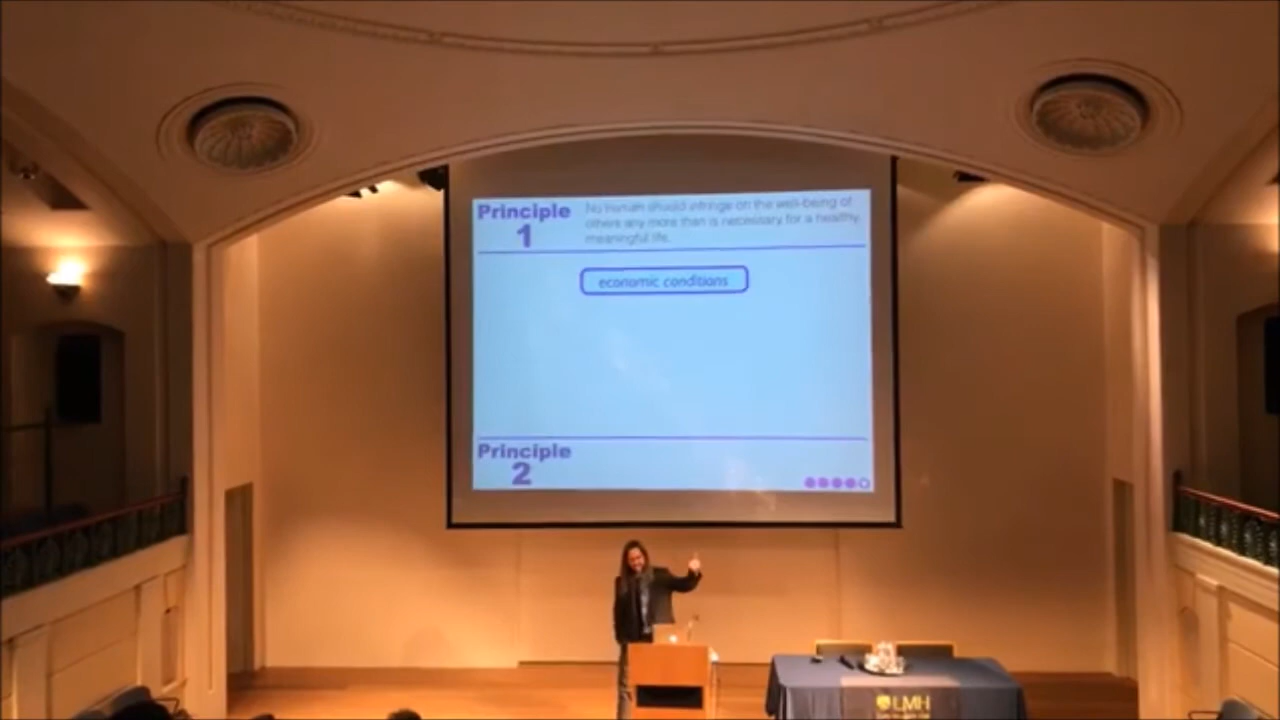 Principle
1
No human should infringe on the well-being of
others any more than is necessary for a healthy,
meaningful life.
economic conditions
Principle
2
LMH